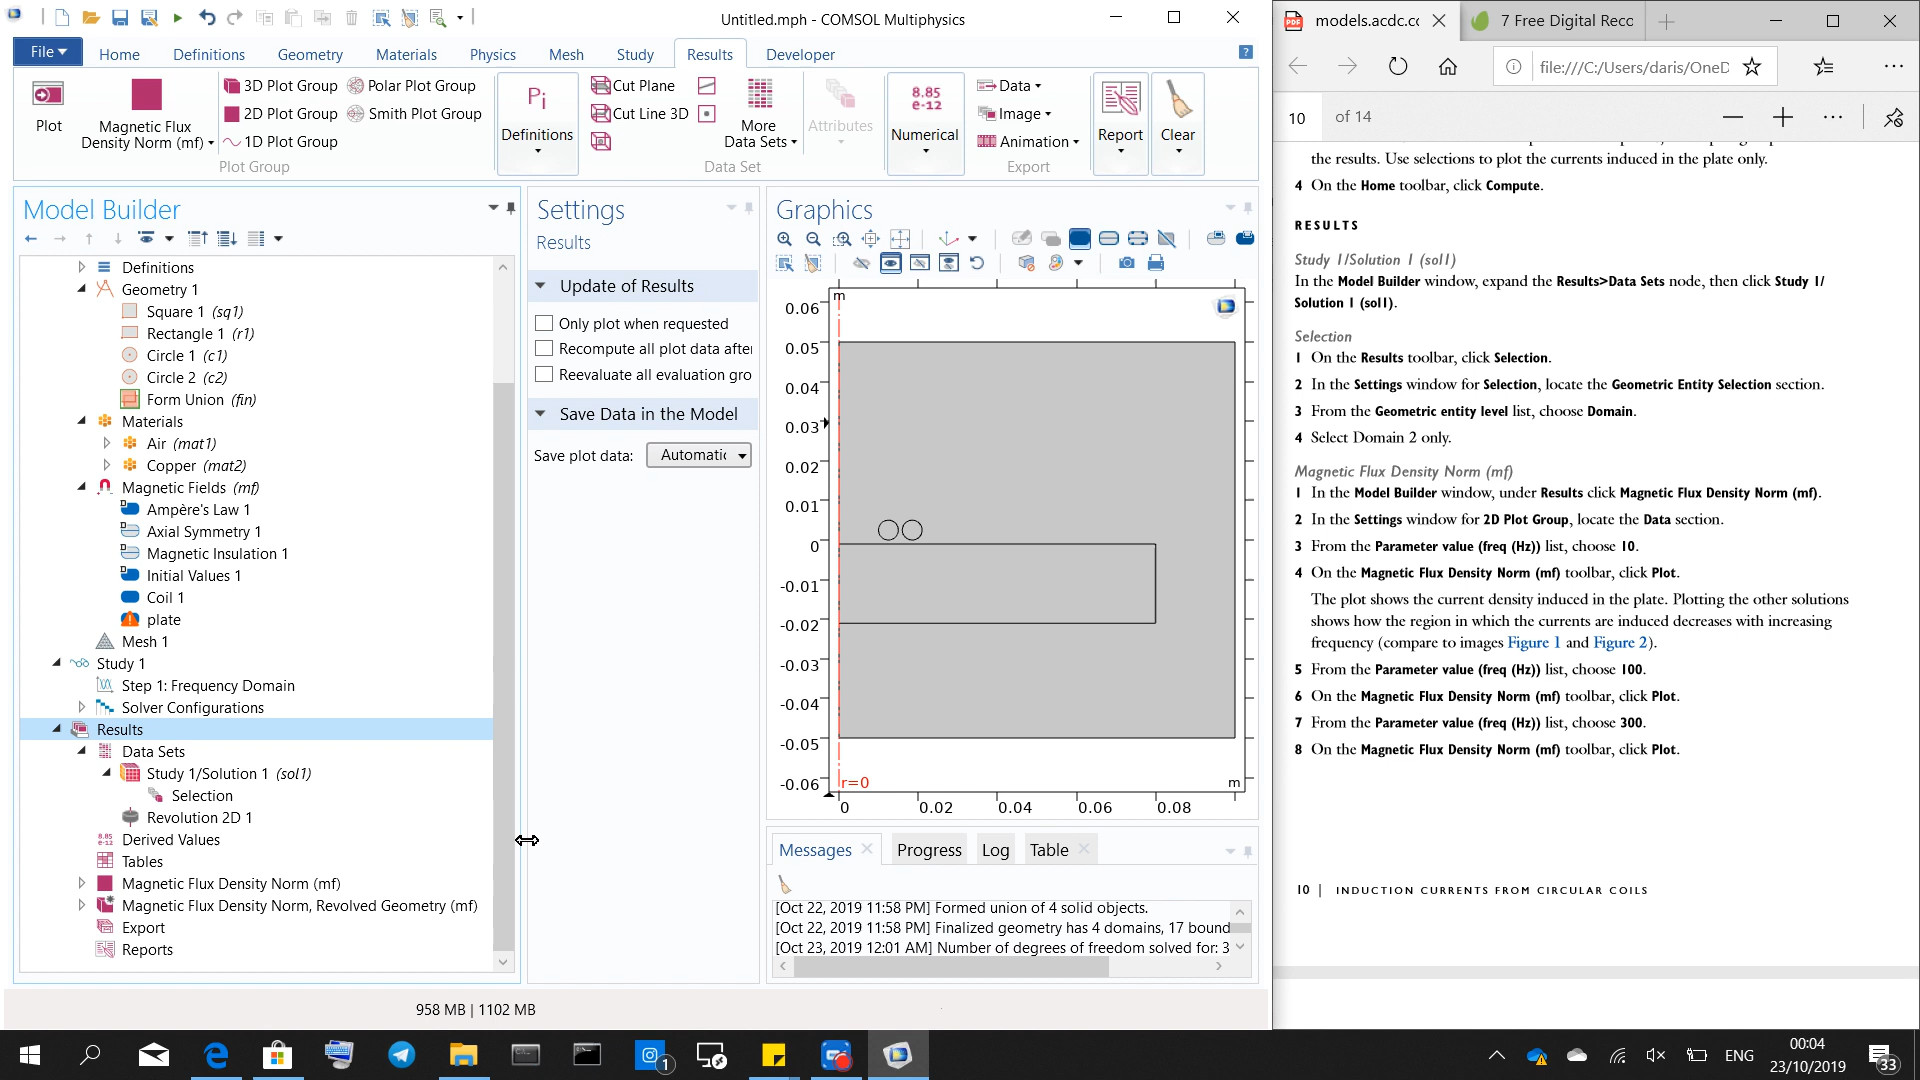 Untitled.mph - COMSOL Multiphysics
File
Home
Definitions
Geometry
Materials
Physics
Mesh
Study
Results
Developer
Plot
Magnetic Flux
Density Norm (mf)
3D Plot Group
2D Plot Group
1D Plot Group
Polar Plot Group
Smith Plot Group
Plot Group
Pi
Definitions
Cut Plane
Cut Line 3D
More
Data Sets
Data Set
Attributes
8.85
e-12
Numerical
Data
Image
Animation
Export
Report
Clear
Model Builder
Definitions
Geometry 1
Square 1 (sq1)
Rectangle 1 (r1)
Circle 1 (c1)
Circle 2 (c2)
Form Union (fin)
Materials
Air (mat1)
Copper (mat2)
Magnetic Fields (mf)
Ampère's Law 1
Axial Symmetry 1
Magnetic Insulation 1
Initial Values 1
Coil 1
plate
Mesh 1
Study 1
Step 1: Frequency Domain
Solver Configurations
Results
Data Sets
Study 1/Solution 1 (sol1)
Selection
Revolution 2D 1
8.85
e-12
Derived Values
Tables
Magnetic Flux Density Norm (mf)
Magnetic Flux Density Norm, Revolved Geometry (mf)
Export
Reports
Settings
Results
Update of Results
Only plot when requested
Recompute all plot data after
Reevaluate all evaluation gro
Save Data in the Model
Save plot data:
Automatic
Graphics
m
0.06
0.05
0.04
0.03
0.02
0.01
0
-0.01
-0.02
-0.03
-0.04
-0.05
-0.06
r=0
m
0
0.02
0.04
0.06
0.08
Messages
Progress
Log
Table
[Oct 22, 2019 11:58 PM] Formed union of 4 solid objects.
[Oct 22, 2019 11:58 PM] Finalized geometry has 4 domains, 17 bound
[Oct 23, 2019 12:01 AM] Number of degrees of freedom solved for: 3
958 MB | 1102 MB
models.acdc.cc
7 Free Digital Recc
file:///C:/Users/daris/OneD
10 of 14
the results. Use selections to plot the currents induced in the plate only.
4 On the Home toolbar, click Compute.
RESULTS
Study 1/Solution 1 (sol1)
In the Model Builder window, expand the Results>Data Sets node, then click Study 1/
Solution 1 (sol1).
Selection
1 On the Results toolbar, click Selection.
2 In the Settings window for Selection, locate the Geometric Entity Selection section.
3 From the Geometric entity level list, choose Domain.
4 Select Domain 2 only.
Magnetic Flux Density Norm (mf)
1 In the Model Builder window, under Results click Magnetic Flux Density Norm (mf).
2 In the Settings window for 2D Plot Group, locate the Data section.
3 From the Parameter value (freq (Hz)) list, choose 10.
4 On the Magnetic Flux Density Norm (mf) toolbar, click Plot.
The plot shows the current density induced in the plate. Plotting the other solutions
shows how the region in which the currents are induced decreases with increasing
frequency (compare to images Figure 1 and Figure 2).
5 From the Parameter value (freq (Hz)) list, choose 100.
6 On the Magnetic Flux Density Norm (mf) toolbar, click Plot.
7 From the Parameter value (freq (Hz)) list, choose 300.
8 On the Magnetic Flux Density Norm (mf) toolbar, click Plot.
10 | INDUCTION CURRENTS FROM CIRCULAR COILS
1
ENG
00:04
23/10/2019
33